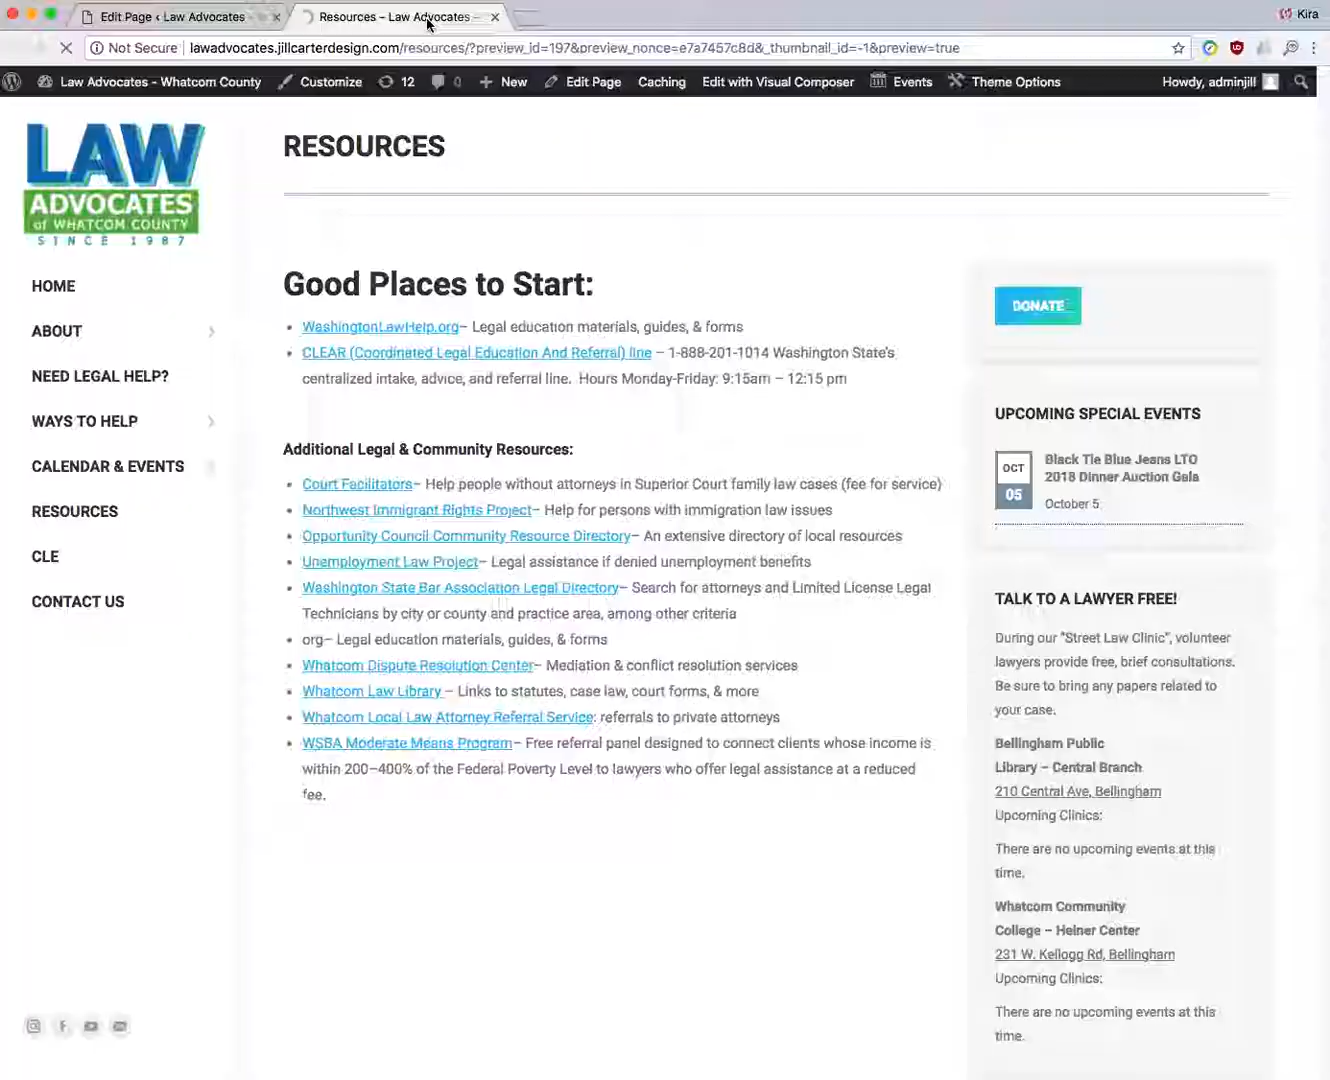 Edit Page ‹ Law Advocates
Resources – Law Advocates –
Kira
Not Secure
lawadvocates.jillcarterdesign.com/resources/?preview_id=197&preview_nonce=e7a7457c8d&_thumbnail_id=-1&preview=true
Law Advocates - Whatcom County
Customize
12
0
New
Edit Page
Caching
Edit with Visual Composer
Events
Theme Options
Howdy, adminjill
LAW
ADVOCATES
of WHATCOM COUNTY
SINCE 1987
HOME
ABOUT
NEED LEGAL HELP?
WAYS TO HELP
CALENDAR & EVENTS
RESOURCES
CLE
CONTACT US
RESOURCES
Good Places to Start:
WashingtonLawHelp.org– Legal education materials, guides, & forms
CLEAR (Coordinated Legal Education And Referral) line – 1-888-201-1014 Washington State's
centralized intake, advice, and referral line. Hours Monday-Friday: 9:15am – 12:15 pm
Additional Legal & Community Resources:
Court Facilitators– Help people without attorneys in Superior Court family law cases (fee for service)
Northwest Immigrant Rights Project– Help for persons with immigration law issues
Opportunity Council Community Resource Directory– An extensive directory of local resources
Unemployment Law Project– Legal assistance if denied unemployment benefits
Washington State Bar Association Legal Directory– Search for attorneys and Limited License Legal
Technicians by city or county and practice area, among other criteria
org– Legal education materials, guides, & forms
Whatcom Dispute Resolution Center– Mediation & conflict resolution services
Whatcom Law Library – Links to statutes, case law, court forms, & more
Whatcom Local Law Attorney Referral Service: referrals to private attorneys
WSBA Moderate Means Program– Free referral panel designed to connect clients whose income is
within 200–400% of the Federal Poverty Level to lawyers who offer legal assistance at a reduced
fee.
DONATE
UPCOMING SPECIAL EVENTS
OCT
05
Black Tie Blue Jeans LTO
2018 Dinner Auction Gala
October 5
TALK TO A LAWYER FREE!
During our "Street Law Clinic", volunteer
lawyers provide free, brief consultations.
Be sure to bring any papers related to
your case.
Bellingham Public
Library – Central Branch
210 Central Ave, Bellingham
Upcoming Clinics:
There are no upcoming events at this
time.
Whatcom Community
College – Heiner Center
231 W. Kellogg Rd, Bellingham
Upcoming Clinics:
There are no upcoming events at this
time.